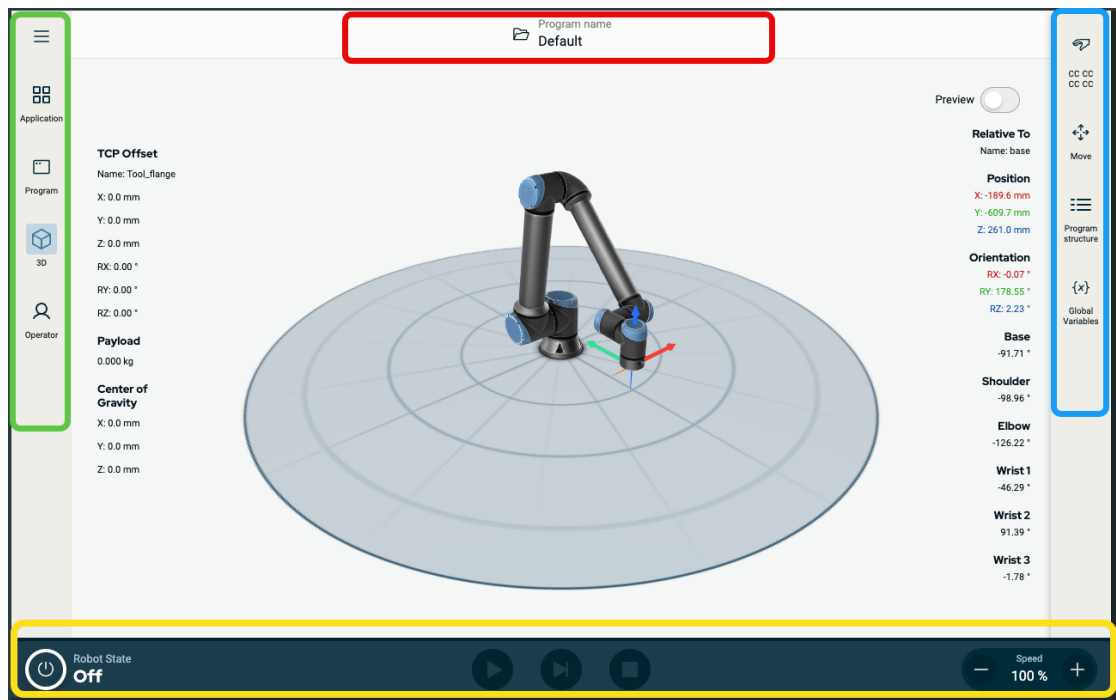 Program name
Default
Application
Program
3D
Operator
TCP Offset
Name: Tool_flange
X: 0.0 mm
Y: 0.0 mm
Z: 0.0 mm
RX: 0.00 °
RY: 0.00 °
RZ: 0.00 °
Payload
0.000 kg
Center of
Gravity
X: 0.0 mm
Y: 0.0 mm
Z: 0.0 mm
Preview
Relative To
Name: base
Position
X: -189.6 mm
Y: -609.7 mm
Z: 261.0 mm
Orientation
RX: -0.07 °
RY: 178.55 °
RZ: 2.23 °
Base
-91.71 °
Shoulder
-98.96 °
Elbow
-126.22 °
Wrist 1
-46.29 °
Wrist 2
91.39 °
Wrist 3
-1.78 °
CC CC
CC CC
Move
Program
structure
{x}
Global
Variables
Robot State
Off
Speed
100 %